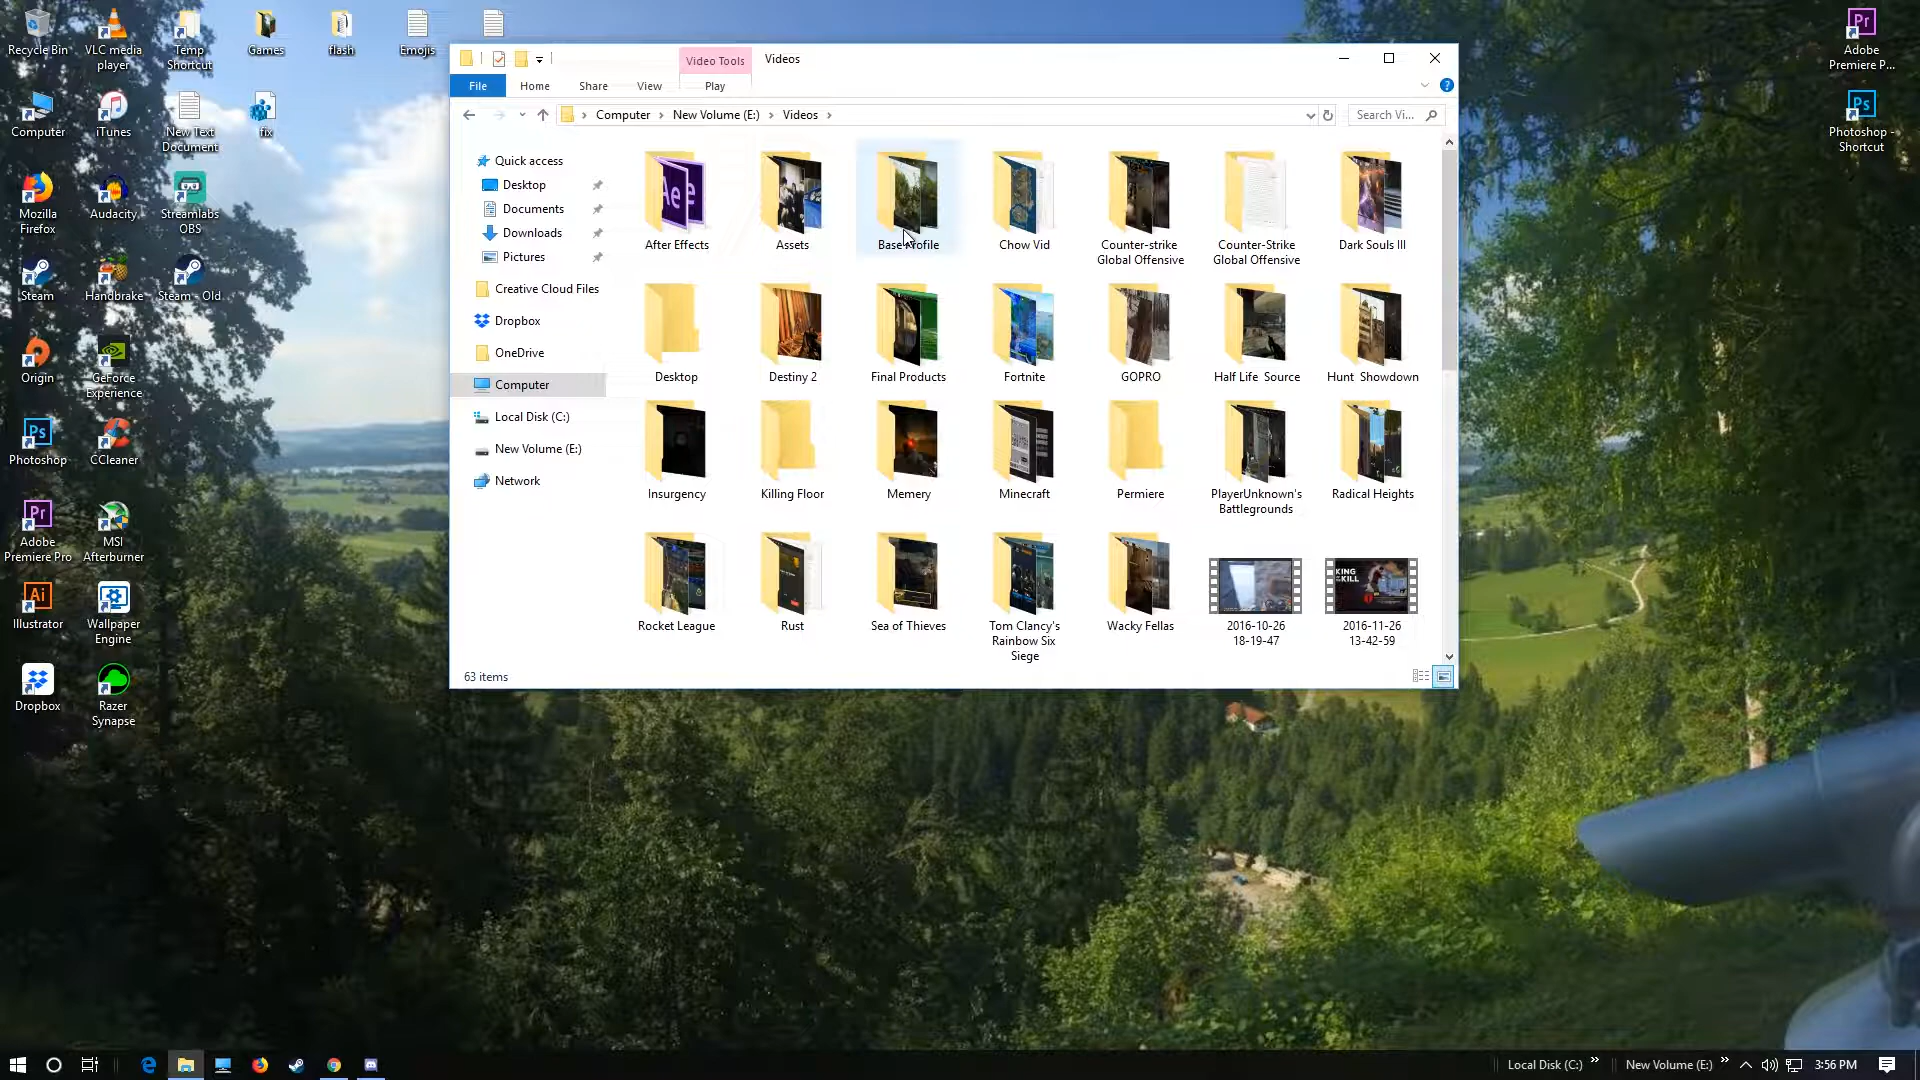 Recycle Bin
VLC media
player
Temp
Shortcut
Games
flash
Emojis
Computer
iTunes
New Text
Document
fix
Mozilla
Firefox
Audacity
Streamlabs
OBS
Steam
Handbrake
Steam - Old
Origin
GeForce
Experience
Photoshop
CCleaner
Adobe
Premiere Pro
MSI
Afterburner
Illustrator
Wallpaper
Engine
Dropbox
Razer
Synapse
Video Tools
Videos
File
Home
Share
View
Play
Computer
New Volume (E:)
Videos
Search Vi...
Quick access
Desktop
Documents
Downloads
Pictures
Creative Cloud Files
Dropbox
OneDrive
Computer
Local Disk (C:)
New Volume (E:)
Network
After Effects
Assets
Base Profile
Chow Vid
Counter-strike
Global Offensive
Counter-Strike
Global Offensive
Dark Souls III
Desktop
Destiny 2
Final Products
Fortnite
GOPRO
Half Life Source
Hunt Showdown
Insurgency
Killing Floor
Memery
Minecraft
Permiere
PlayerUnknown's
Battlegrounds
Radical Heights
Rocket League
Rust
Sea of Thieves
Tom Clancy's
Rainbow Six
Siege
Wacky Fellas
2016-10-26
18-19-47
KING
KILL
2016-11-26
13-42-59
63 items
Adobe
Premiere P...
Photoshop -
Shortcut
Local Disk (C:)
New Volume (E:)
3:56 PM